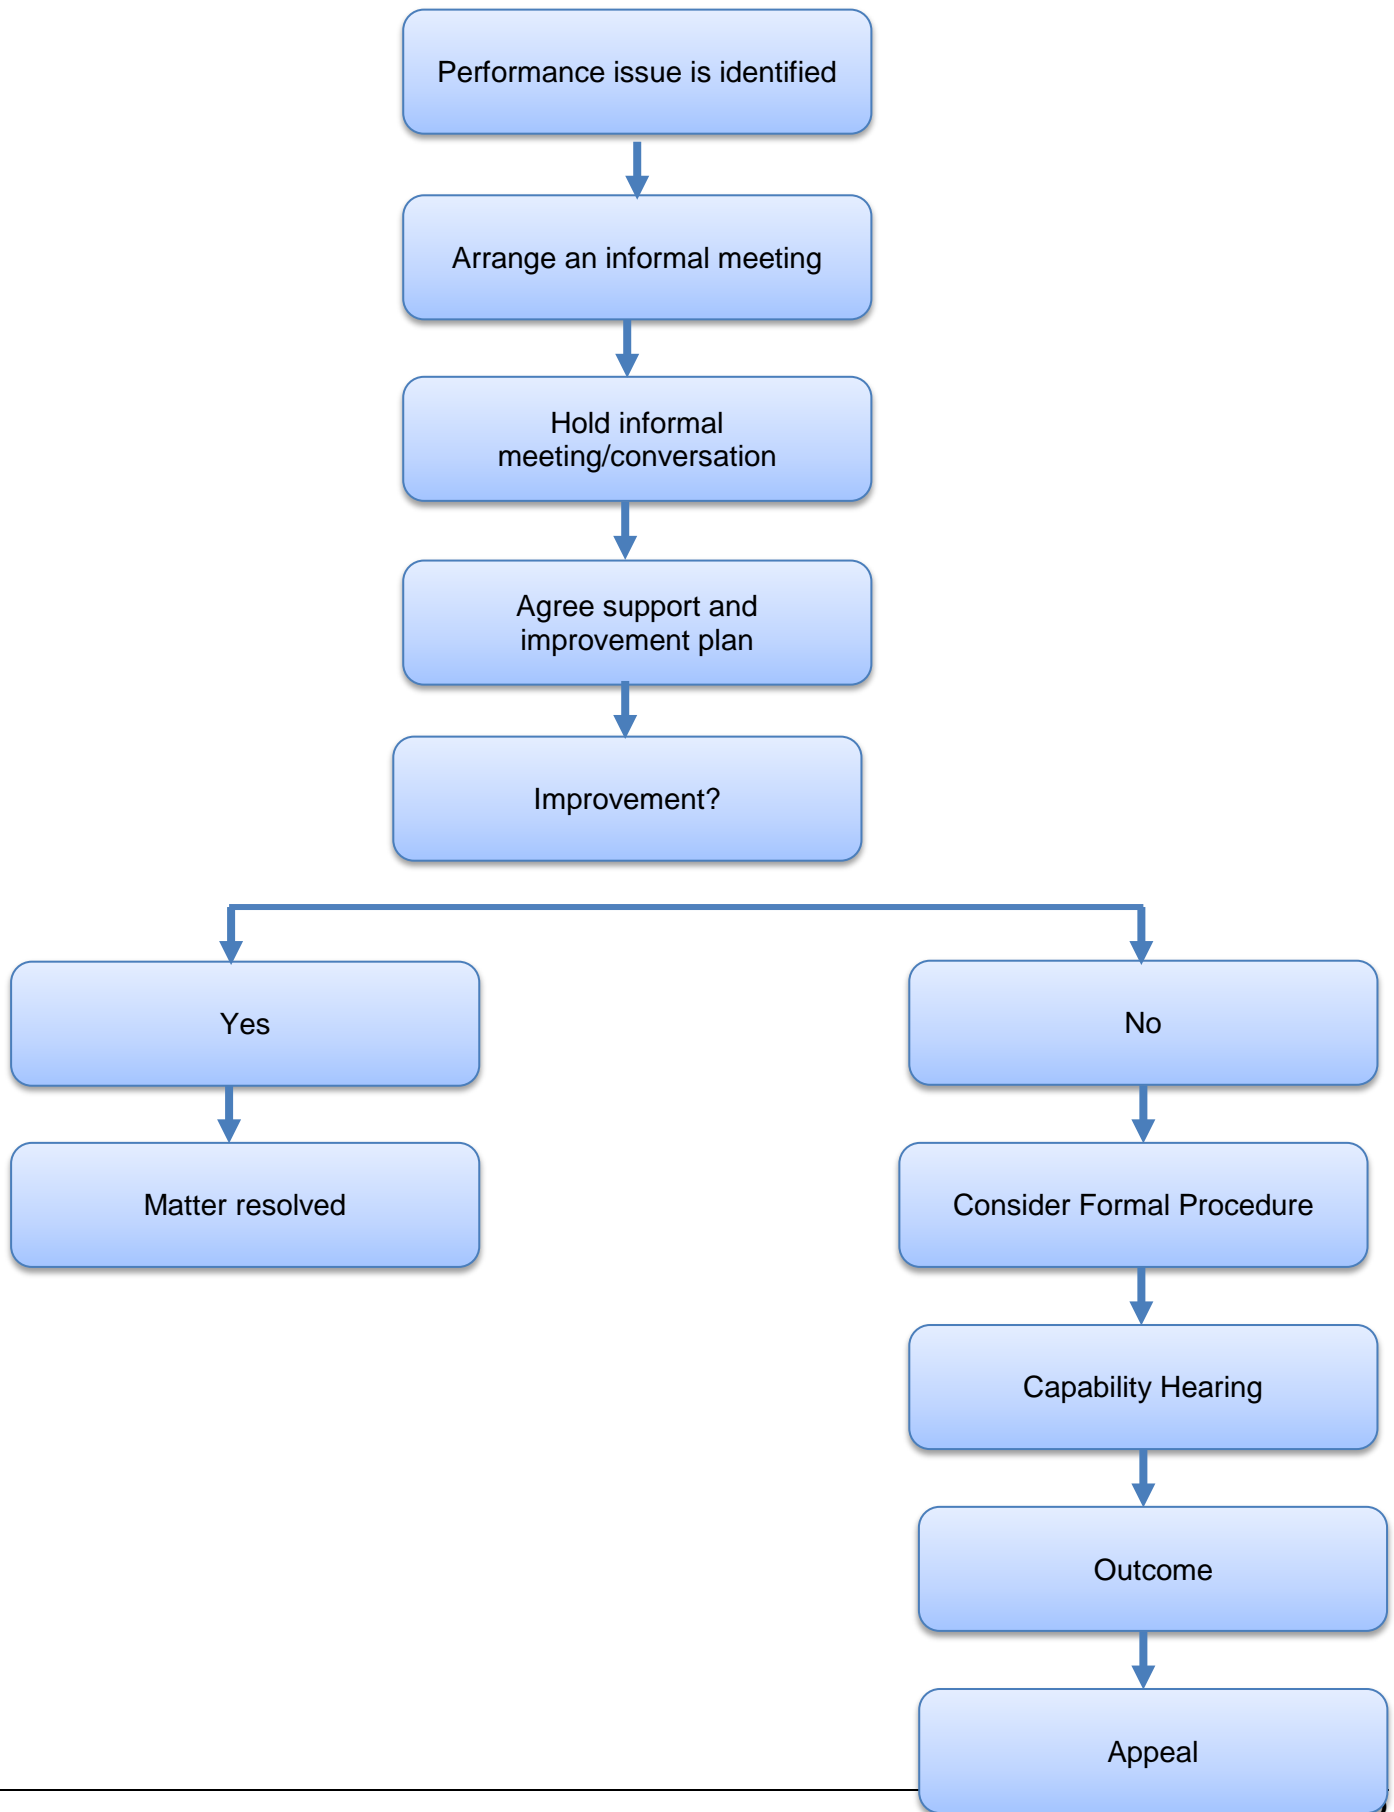 Performance issue is identified
Arrange an informal meeting
Hold informal
meeting/conversation
Agree support and
improvement plan
Improvement?
Yes
No
Matter resolved
Consider Formal Procedure
Capability Hearing
Outcome
Appeal